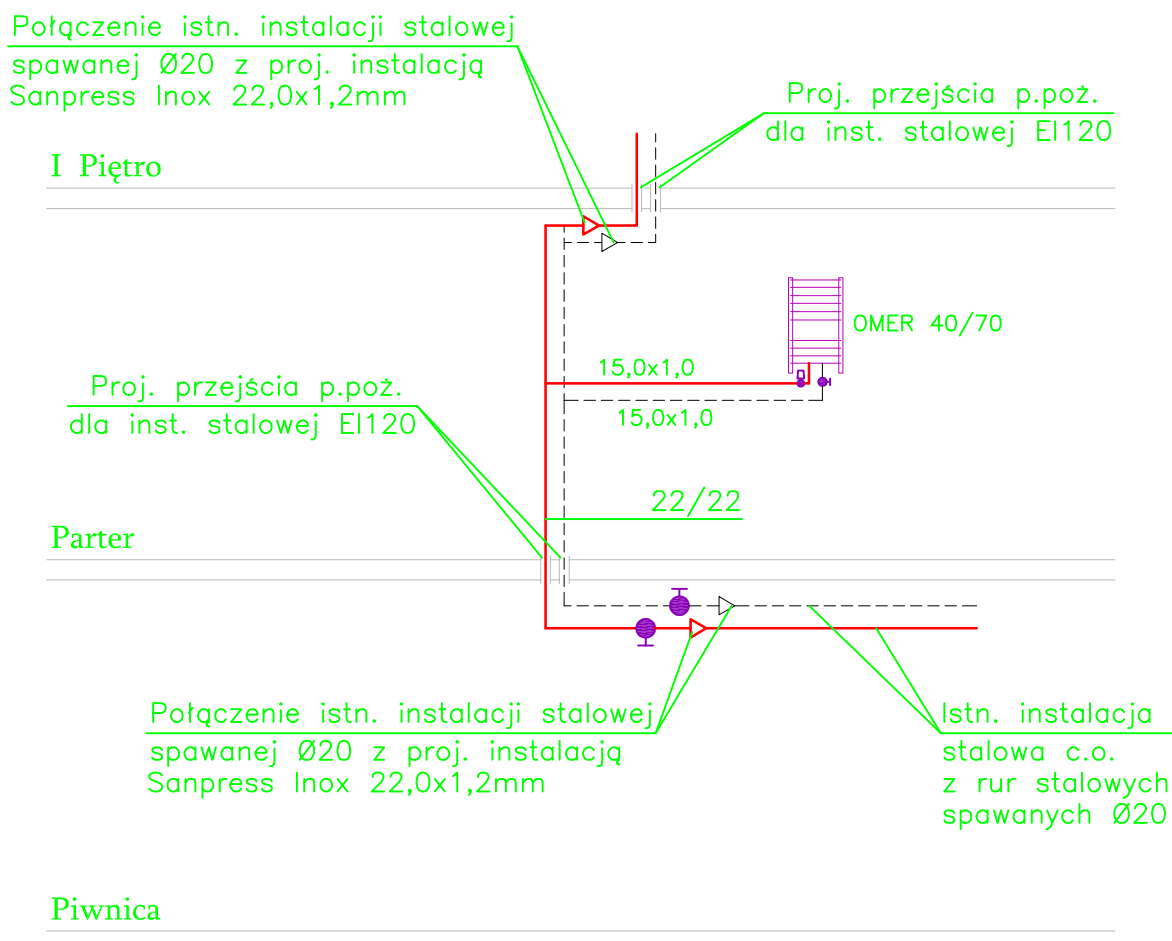 Połączenie istn. instalacji stalowej
spawanej Ø20 z proj. instalacją
Sanpress Inox 22,0x1,2mm
Proj. przejścia p.poż.
dla inst. stalowej EI120
I Piętro
OMER 40/70
15,0x1,0
15,0x1,0
Proj. przejścia p.poż.
dla inst. stalowej EI120
22/22
Parter
Połączenie istn. instalacji stalowej
spawanej Ø20 z proj. instalacją
Sanpress Inox 22,0x1,2mm
Istn. instalacja
stalowa c.o.
z rur stalowych
spawanych Ø20
Piwnica